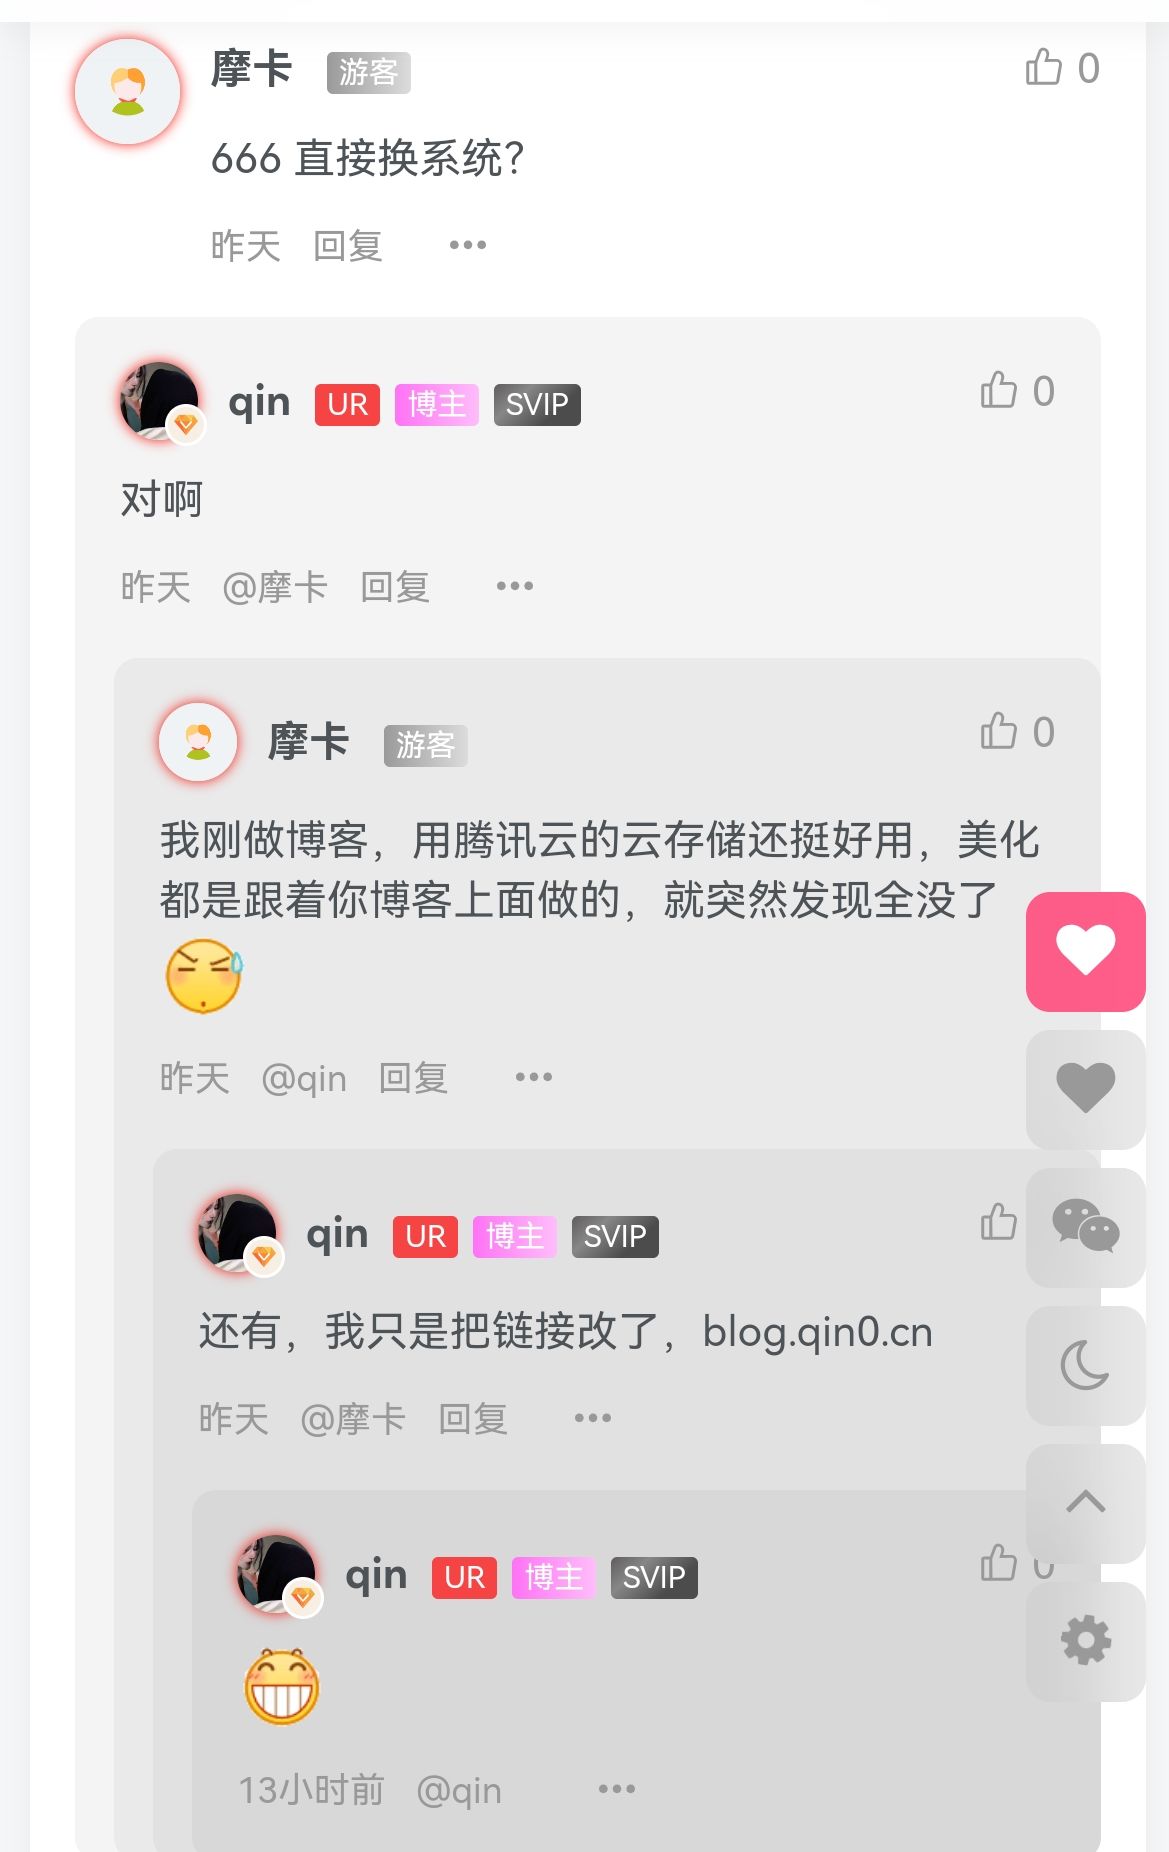 摩卡 游客 0
666 直接换系统？
昨天 回复
qin UR 博主 SVIP 0
对啊
昨天 @摩卡 回复
摩卡 游客 0
我刚做博客，用腾讯云的云存储还挺好用，美化
都是跟着你博客上面做的，就突然发现全没了
昨天 @qin 回复
qin UR 博主 SVIP
还有，我只是把链接改了，blog.qin0.cn
昨天 @摩卡 回复
qin UR 博主 SVIP 0
13小时前 @qin